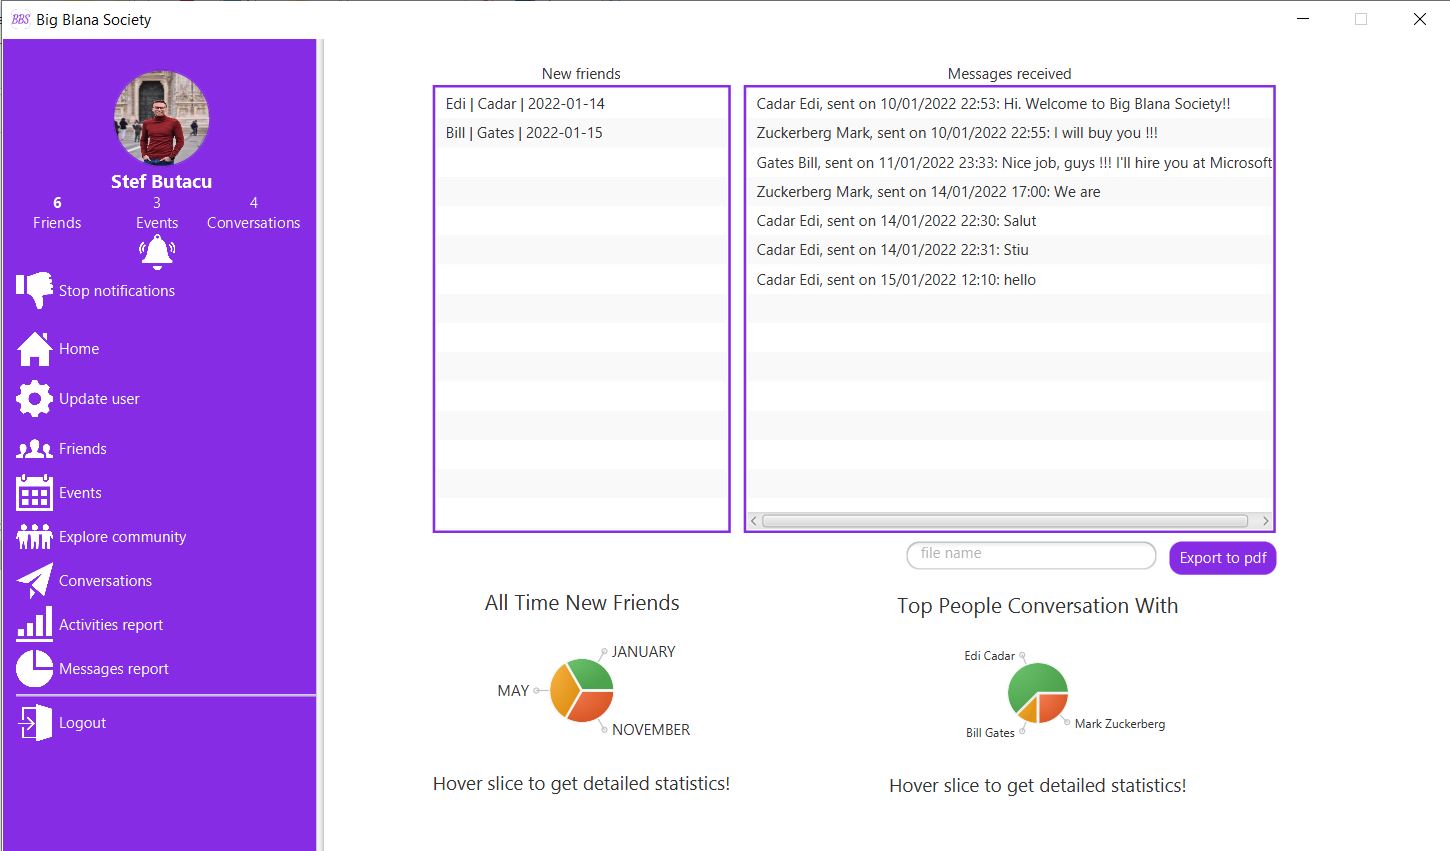 BBS Big Blana Society
Stef Butacu
6 3 4
Friends Events Conversations
Stop notifications
Home
Update user
Friends
Events
Explore community
Conversations
Activities report
Messages report
Logout
New friends
Edi | Cadar | 2022-01-14
Bill | Gates | 2022-01-15
Messages received
Cadar Edi, sent on 10/01/2022 22:53: Hi. Welcome to Big Blana Society!!
Zuckerberg Mark, sent on 10/01/2022 22:55: I will buy you !!!
Gates Bill, sent on 11/01/2022 23:33: Nice job, guys !!! I'll hire you at Microsoft
Zuckerberg Mark, sent on 14/01/2022 17:00: We are
Cadar Edi, sent on 14/01/2022 22:30: Salut
Cadar Edi, sent on 14/01/2022 22:31: Stiu
Cadar Edi, sent on 15/01/2022 12:10: hello
file name
Export to pdf
All Time New Friends
JANUARY
MAY
NOVEMBER
Hover slice to get detailed statistics!
Top People Conversation With
Edi Cadar
Mark Zuckerberg
Bill Gates
Hover slice to get detailed statistics!